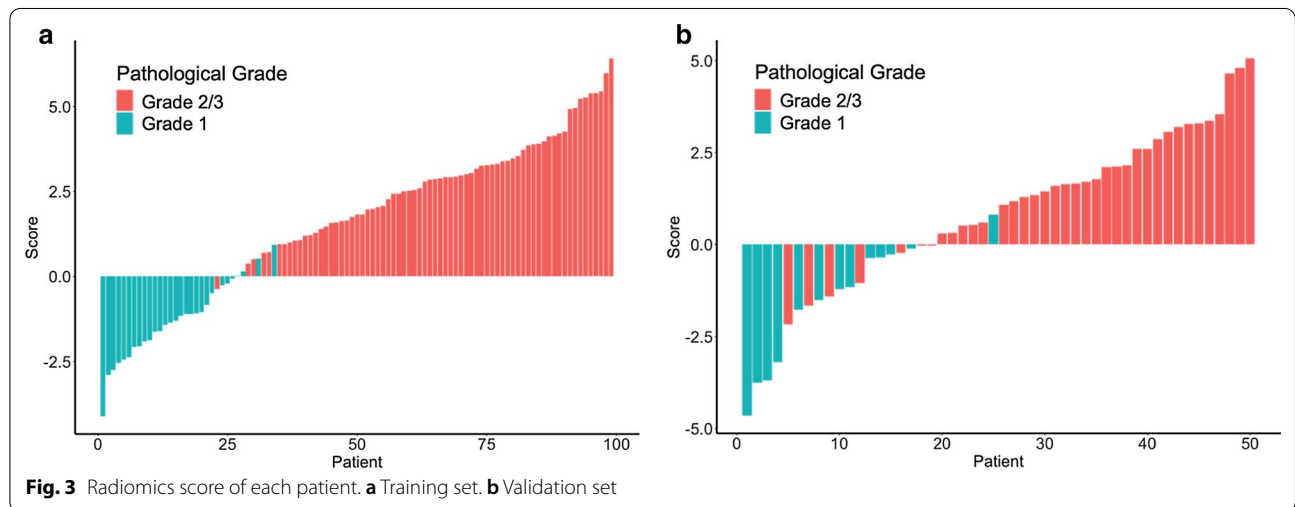 a
Pathological Grade
Grade 2/3
Grade 1
5.0
2.5
0.0
-2.5
Score
0
25
50
75
100
Patient
b
Pathological Grade
Grade 2/3
Grade 1
5.0
2.5
0.0
-2.5
-5.0
Score
0
10
20
30
40
50
Patient
Fig. 3 Radiomics score of each patient. a Training set. b Validation set